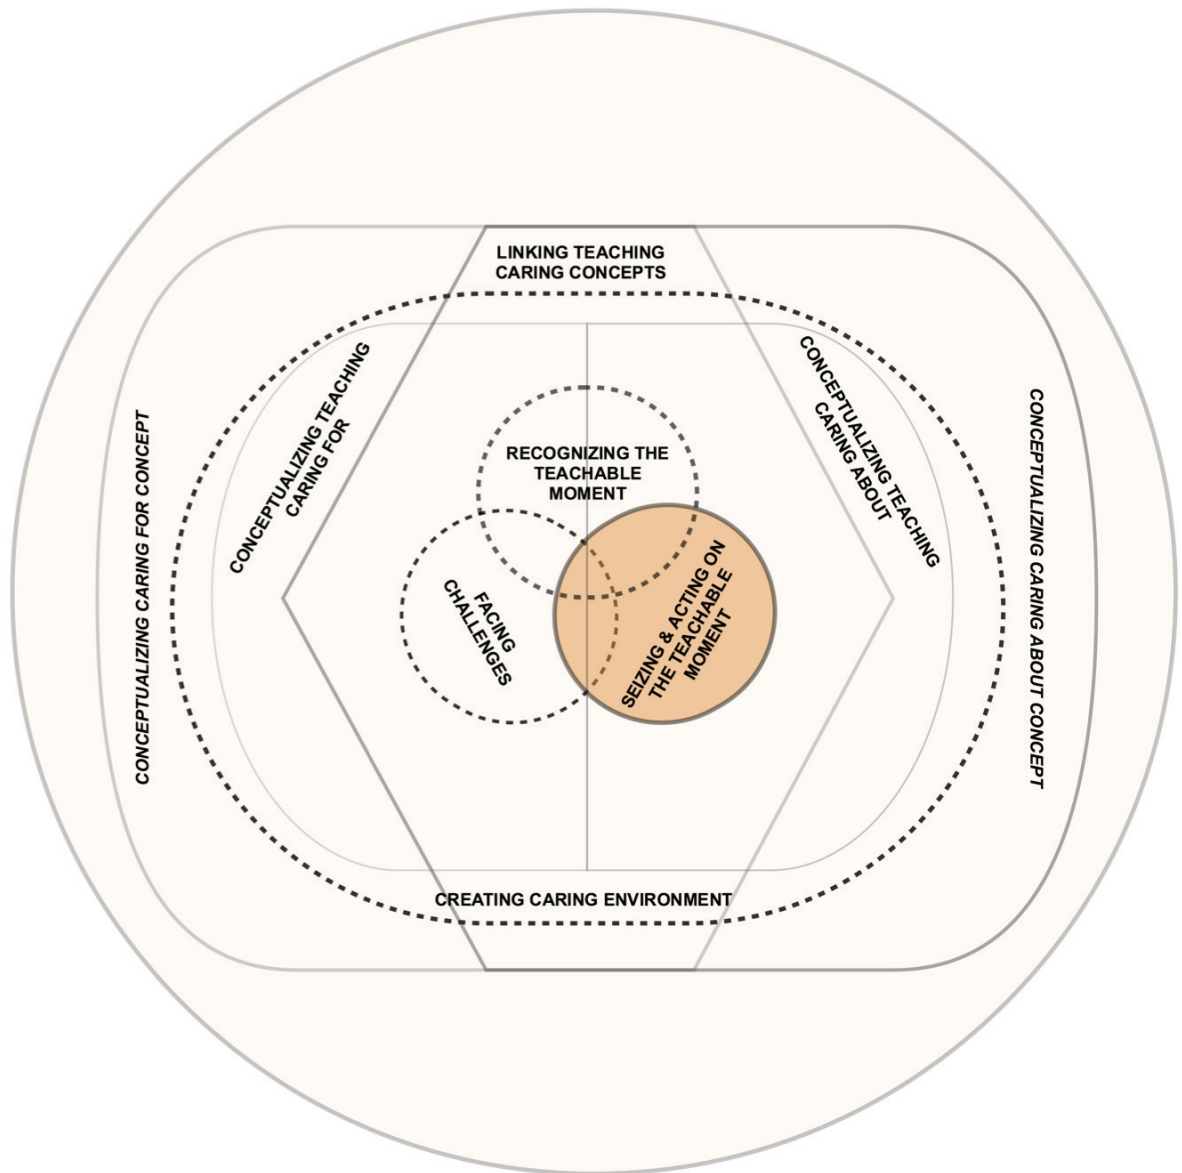 LINKING TEACHING
CARING CONCEPTS
CONCEPTUALIZING CARING FOR CONCEPT
CONCEPTUALIZING TEACHING
CARING FOR
RECOGNIZING THE
TEACHABLE
MOMENT
CONCEPTUALIZING TEACHING
CARING ABOUT
CONCEPTUALIZING CARING ABOUT CONCEPT
FACING
CHALLENGES
SEIZING & ACTING ON
THE TEACHABLE
MOMENT
CREATING CARING ENVIRONMENT